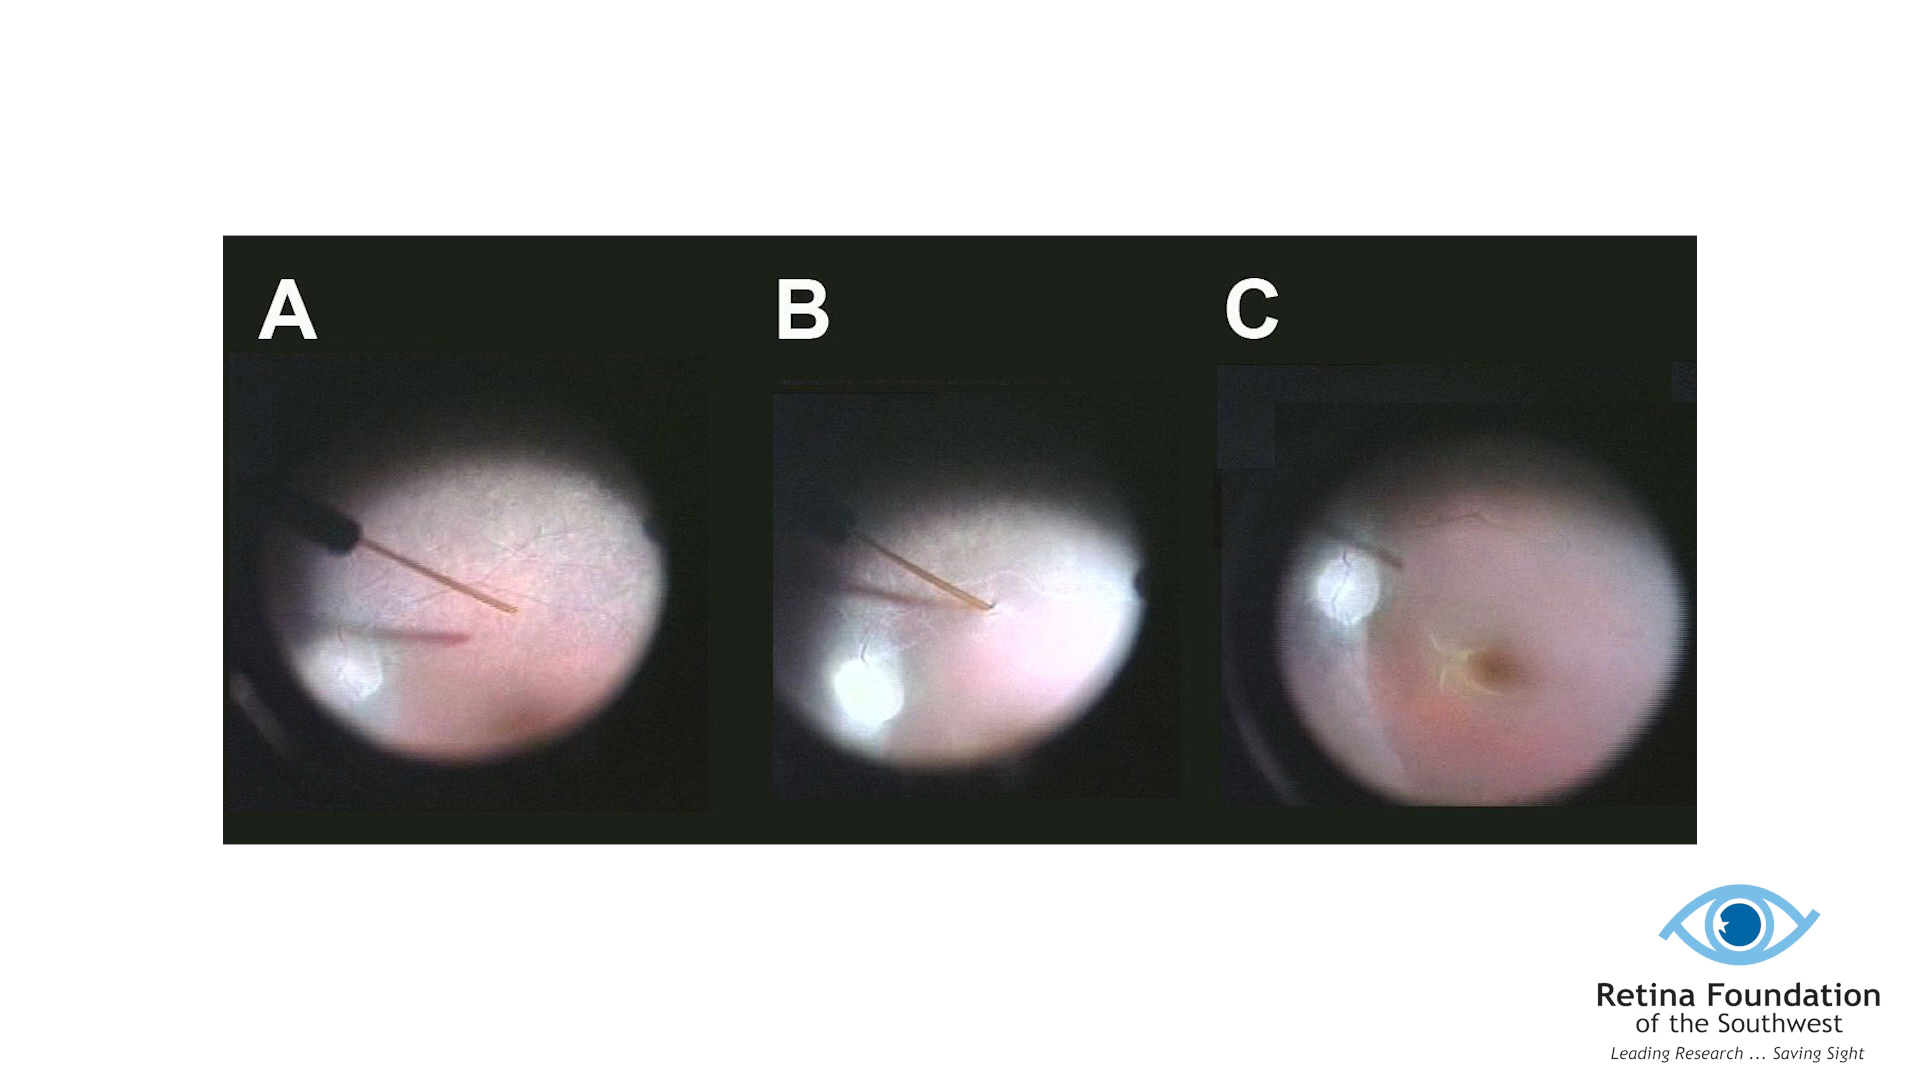 A
B
C
Retina Foundation
of the Southwest
Leading Research ... Saving Sight